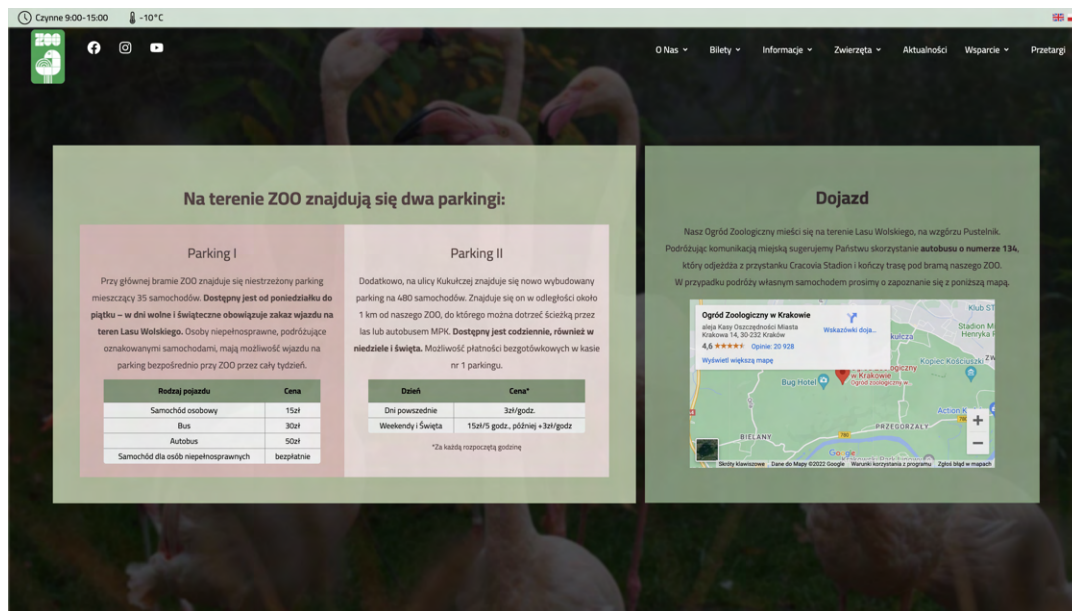 Czynne 9:00-15:00
-10°C
ZOO
O Nas
Bilety
Informacje
Zwierzęta
Aktualności
Wsparcie
Przetargi
Na terenie ZOO znajdują się dwa parkingi:
Parking I
Przy głównej bramie ZOO znajduje się niestrzeżony parking
mieszczący 35 samochodów. Dostępny jest od poniedziałku do
piątku – w dni wolne i świąteczne obowiązuje zakaz wjazdu na
teren Lasu Wolskiego. Osoby niepełnosprawne, podróżujące
oznakowanymi samochodami, mają możliwość wjazdu na
parking bezpośrednio przy ZOO przez cały tydzień.
Rodzaj pojazdu Cena
Samochód osobowy 15zł
Bus 30zł
Autobus 50zł
Samochód dla osób niepełnosprawnych bezpłatnie
Parking II
Dodatkowo, na ulicy Kukułczej znajduje się nowo wybudowany
parking na 480 samochodów. Znajduje się on w odległości około
1 km od naszego ZOO, do którego można dotrzeć ścieżką przez
las lub autobusem MPK. Dostępny jest codziennie, również w
niedziele i święta. Możliwość płatności bezgotówkowych w kasie
nr 1 parkingu.
Dzień Cena*
Dni powszednie 3zł/godz.
Weekendy i Święta 15zł/5 godz., później +3zł/godz
*Za każdą rozpoczętą godzinę
Dojazd
Nasz Ogród Zoologiczny mieści się na terenie Lasu Wolskiego, na wzgórzu Pustelnik.
Podróżując komunikacją miejską sugerujemy Państwu skorzystanie autobusu o numerze 134,
który odjeżdża z przystanku Cracovia Stadion i kończy trasę pod bramą naszego ZOO.
W przypadku podróży własnym samochodem prosimy o zapoznanie się z poniższą mapą.
Ogród Zoologiczny w Krakowie
aleja Kasy Oszczędności Miasta
Krakowa 14, 30-232 Kraków
4,6 Opinie: 20 928
Wyświetl większą mapę
Wskazówki doja...
Klub ST
Stadion Mi
Henryka R
Kopiec Kościuszki
Bug Hotel
w Krakowie
Ogród zoologiczny w...
Action
PRZEGORZAŁY
BIELANY
780
780
Google
Skróty klawiszowe
Dane do Mapy ©2022 Google
Warunki korzystania z programu
Zgłoś błąd w mapach